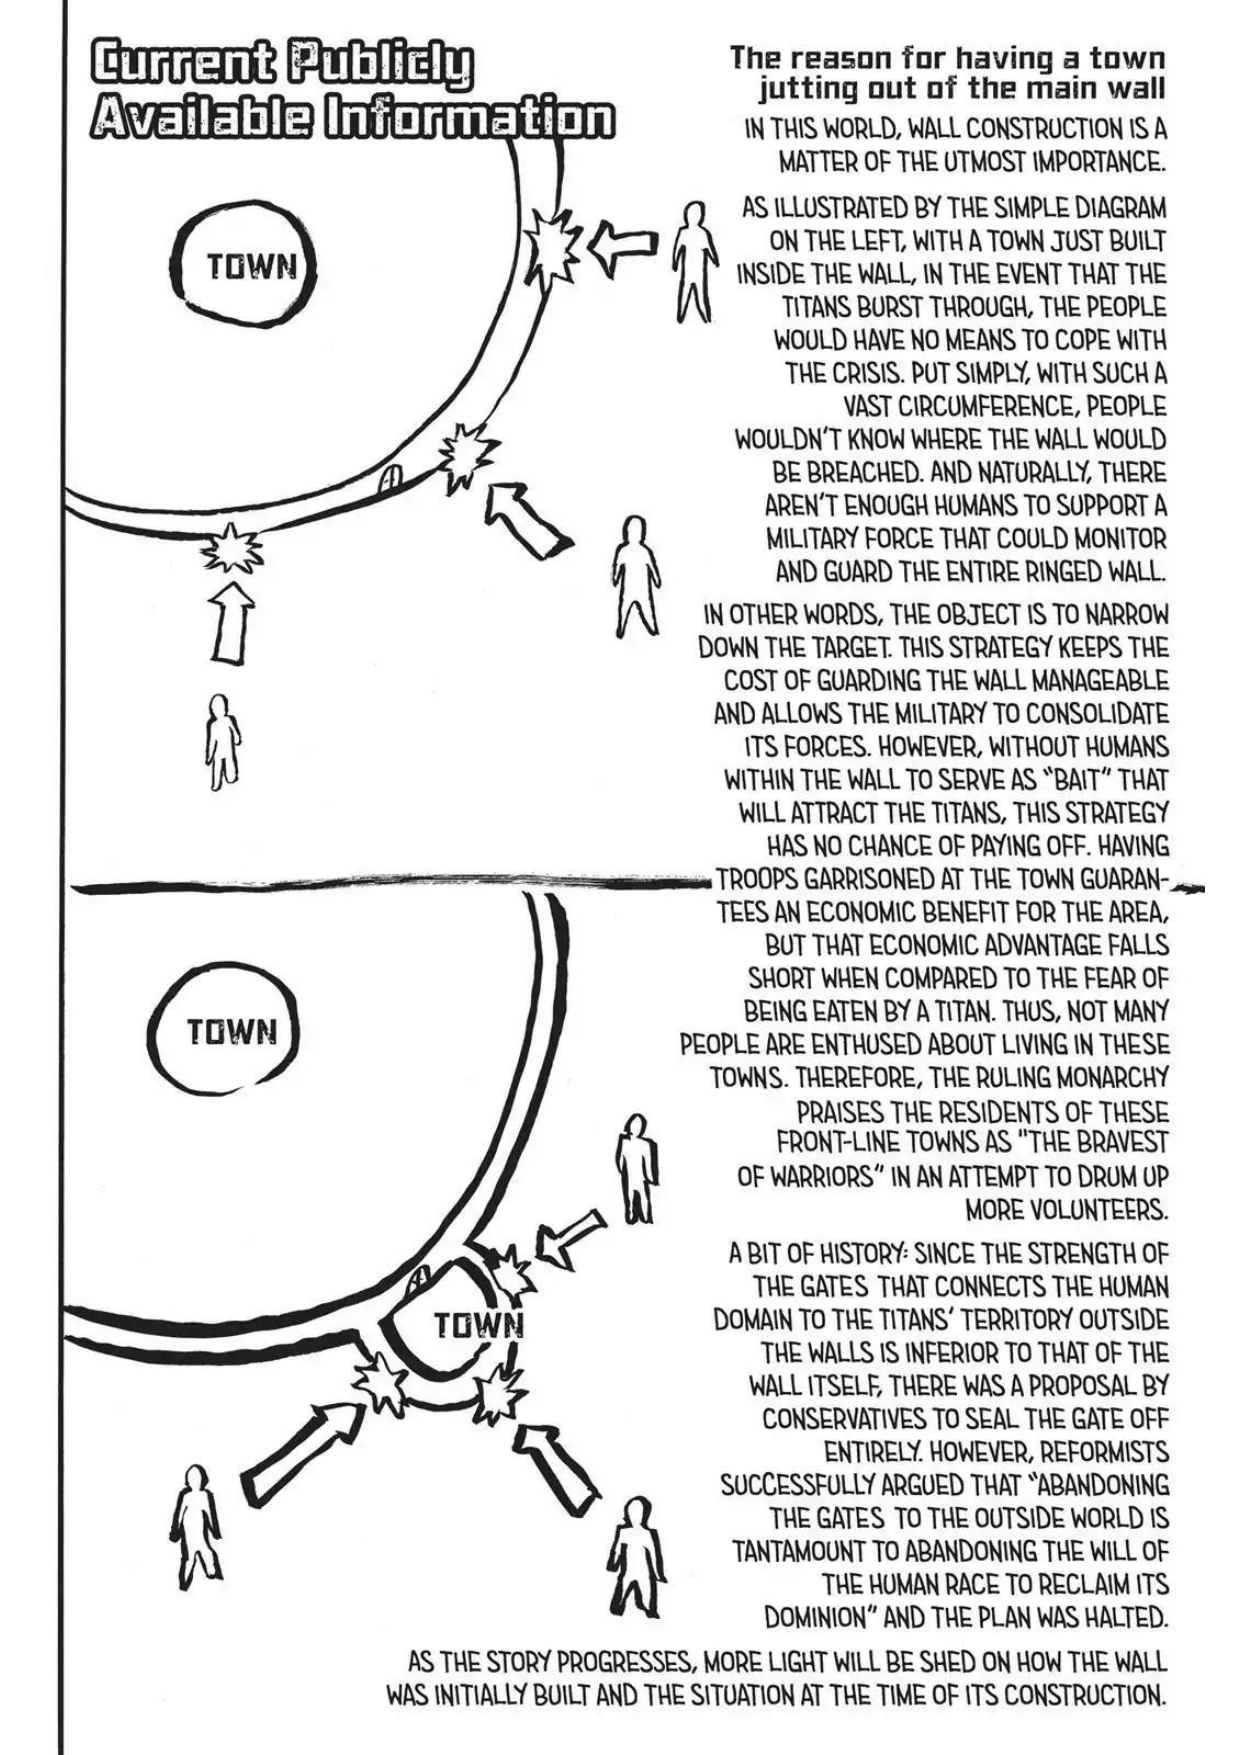 Current Publicly
Available Information
The reason for having a town
jutting out of the main wall
IN THIS WORLD, WALL CONSTRUCTION IS A
MATTER OF THE UTMOST IMPORTANCE.
AS ILLUSTRATED BY THE SIMPLE DIAGRAM
ON THE LEFT, WITH A TOWN JUST BUILT
INSIDE THE WALL, IN THE EVENT THAT THE
TITANS BURST THROUGH, THE PEOPLE
WOULD HAVE NO MEANS TO COPE WITH
THE CRISIS. PUT SIMPLY, WITH SUCH A
VAST CIRCUMFERENCE, PEOPLE
WOULDN'T KNOW WHERE THE WALL WOULD
BE BREACHED. AND NATURALLY, THERE
AREN'T ENOUGH HUMANS TO SUPPORT A
MILITARY FORCE THAT COULD MONITOR
AND GUARD THE ENTIRE RINGED WALL.
IN OTHER WORDS, THE OBJECT IS TO NARROW
DOWN THE TARGET. THIS STRATEGY KEEPS THE
COST OF GUARDING THE WALL MANAGEABLE
AND ALLOWS THE MILITARY TO CONSOLIDATE
ITS FORCES. HOWEVER, WITHOUT HUMANS
WITHIN THE WALL TO SERVE AS "BAIT" THAT
WILL ATTRACT THE TITANS, THIS STRATEGY
HAS NO CHANCE OF PAYING OFF. HAVING
TROOPS GARRISONED AT THE TOWN GUARAN-
TEES AN ECONOMIC BENEFIT FOR THE AREA,
BUT THAT ECONOMIC ADVANTAGE FALLS
SHORT WHEN COMPARED TO THE FEAR OF
BEING EATEN BY A TITAN. THUS, NOT MANY
PEOPLE ARE ENTHUSED ABOUT LIVING IN THESE
TOWNS. THEREFORE, THE RULING MONARCHY
PRAISES THE RESIDENTS OF THESE
FRONT-LINE TOWNS AS "THE BRAVEST
OF WARRIORS" IN AN ATTEMPT TO DRUM UP
MORE VOLUNTEERS.
A BIT OF HISTORY: SINCE THE STRENGTH OF
THE GATES THAT CONNECTS THE HUMAN
DOMAIN TO THE TITANS' TERRITORY OUTSIDE
THE WALLS IS INFERIOR TO THAT OF THE
WALL ITSELF, THERE WAS A PROPOSAL BY
CONSERVATIVES TO SEAL THE GATE OFF
ENTIRELY. HOWEVER, REFORMISTS
SUCCESSFULLY ARGUED THAT "ABANDONING
THE GATES TO THE OUTSIDE WORLD IS
TANTAMOUNT TO ABANDONING THE WILL OF
THE HUMAN RACE TO RECLAIM ITS
DOMINION" AND THE PLAN WAS HALTED.
AS THE STORY PROGRESSES, MORE LIGHT WILL BE SHED ON HOW THE WALL
WAS INITIALLY BUILT AND THE SITUATION AT THE TIME OF ITS CONSTRUCTION.
TOWN
TOWN
TOWN